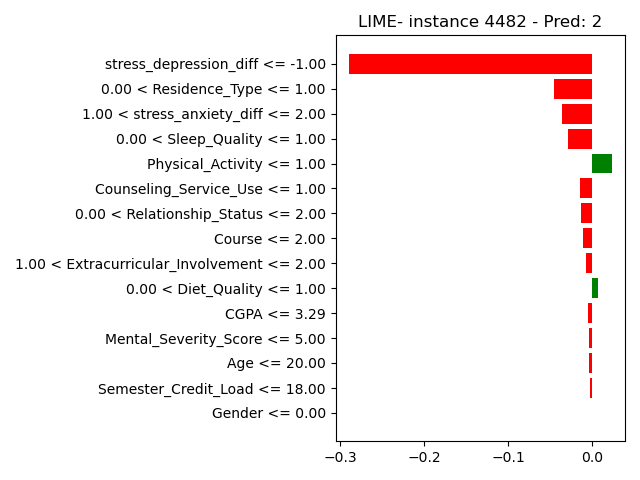 LIME- instance 4482 - Pred: 2
stress_depression_diff <= -1.00
0.00 < Residence_Type <= 1.00
1.00 < stress_anxiety_diff <= 2.00
0.00 < Sleep_Quality <= 1.00
Physical_Activity <= 1.00
Counseling_Service_Use <= 1.00
0.00 < Relationship_Status <= 2.00
Course <= 2.00
1.00 < Extracurricular_Involvement <= 2.00
0.00 < Diet_Quality <= 1.00
CGPA <= 3.29
Mental_Severity_Score <= 5.00
Age <= 20.00
Semester_Credit_Load <= 18.00
Gender <= 0.00
−0.3 −0.2 −0.1 0.0